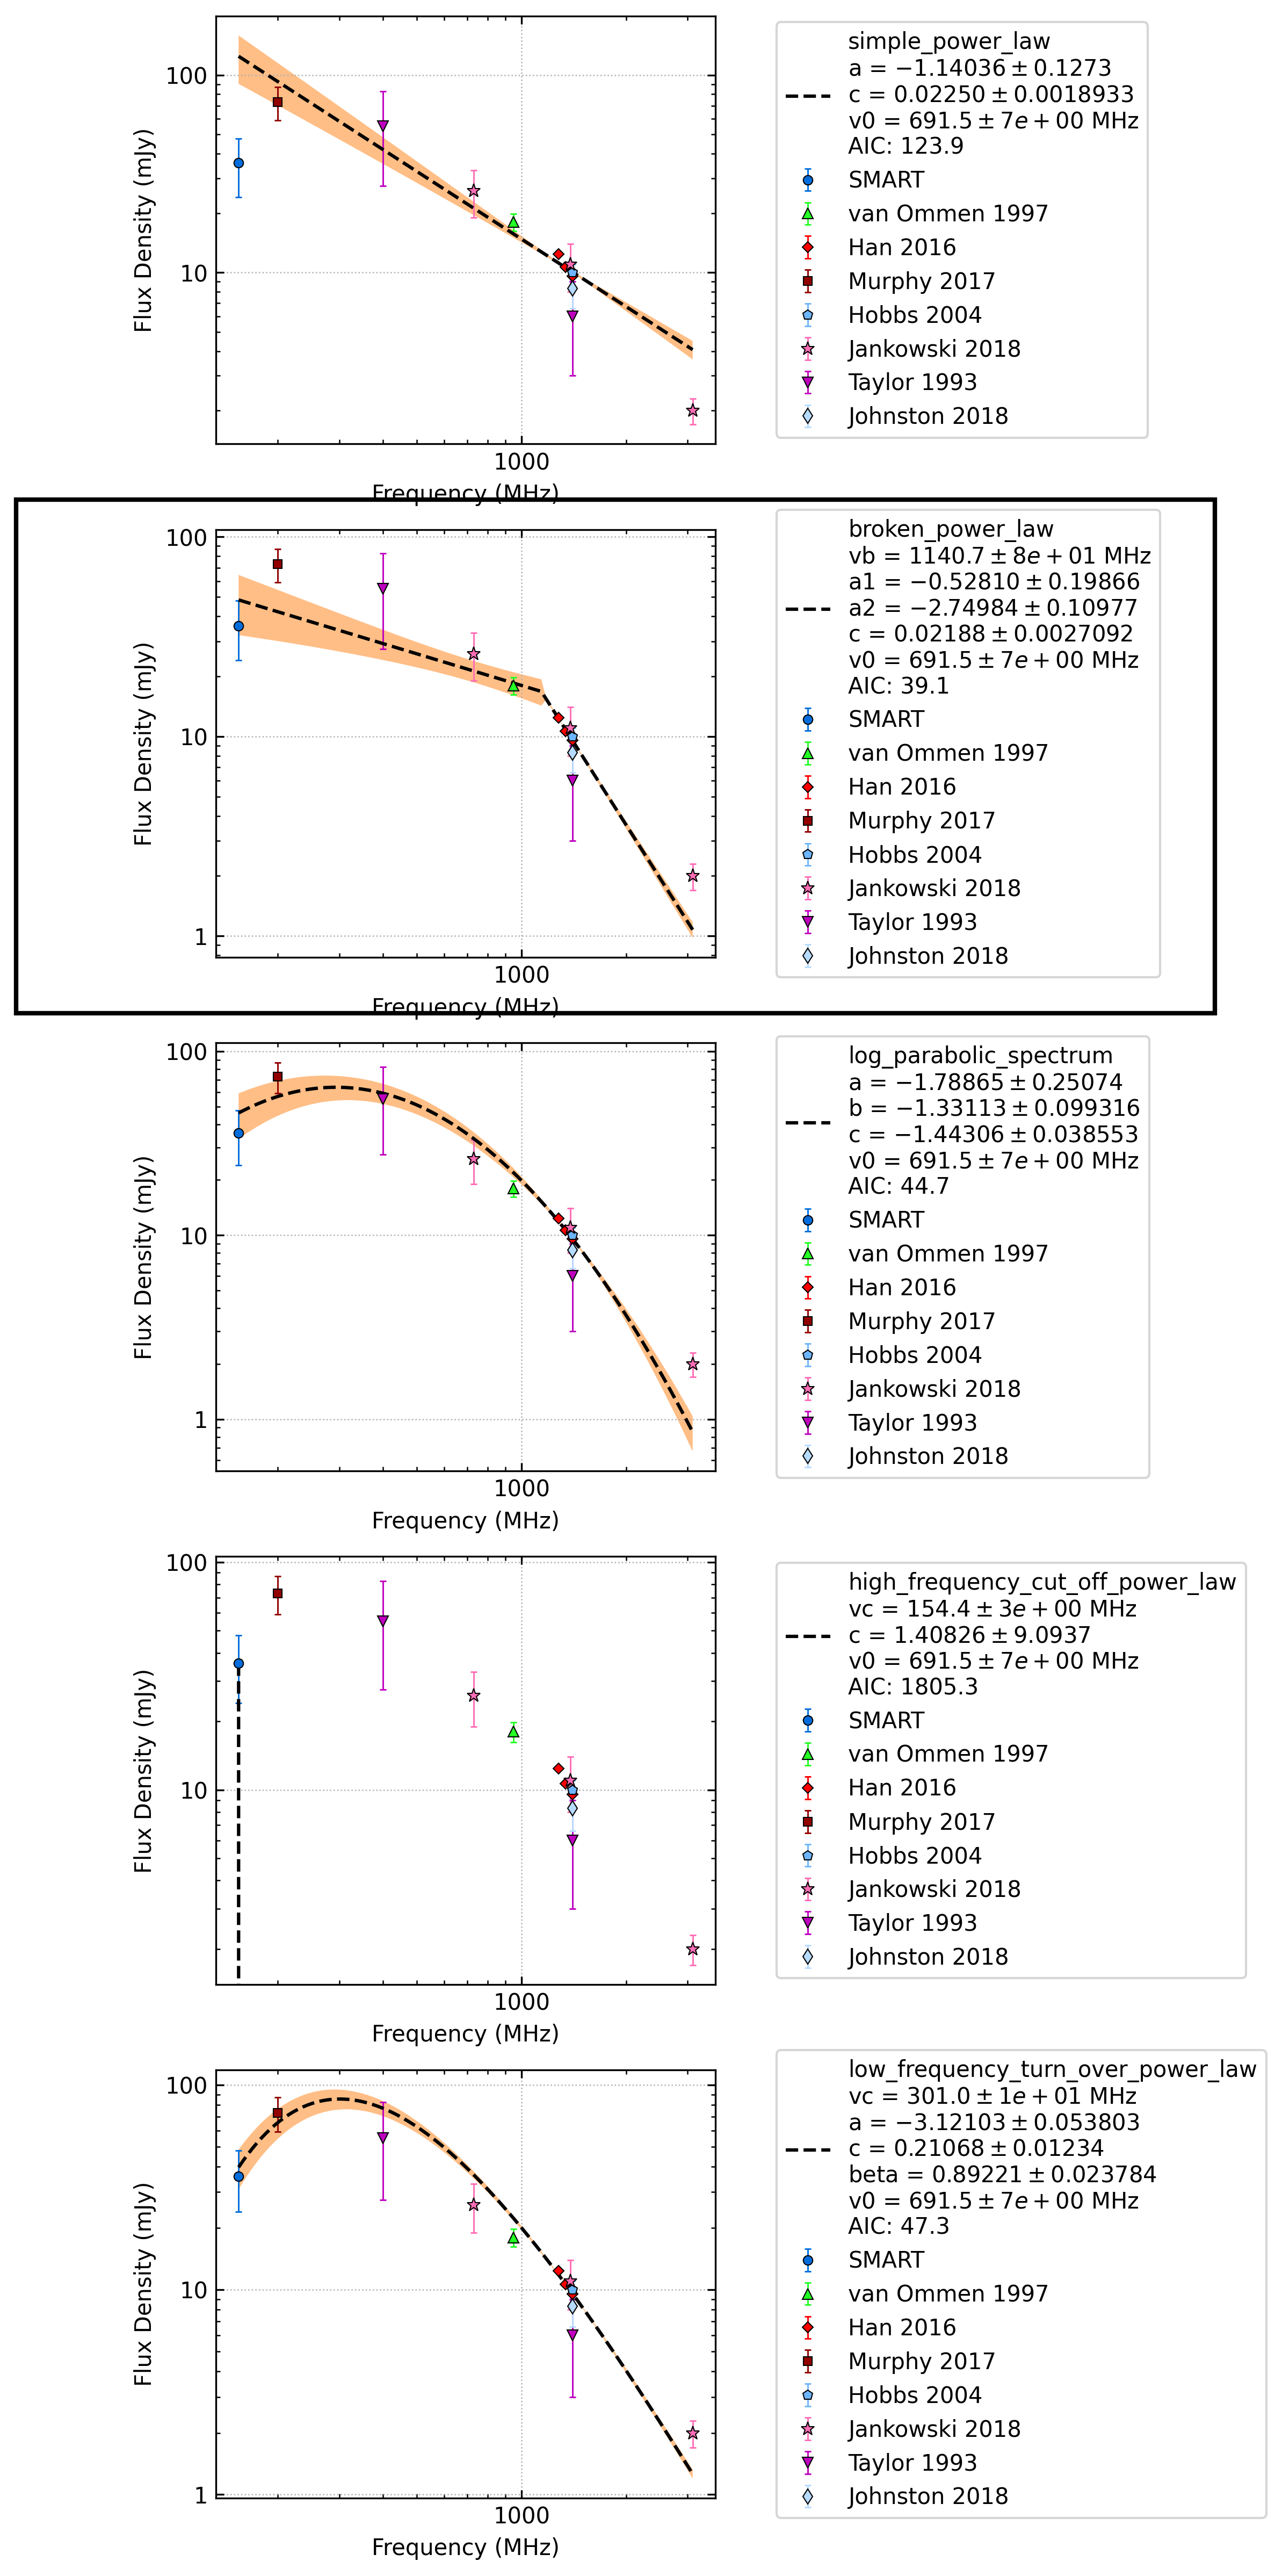 100
10
Flux Density (mJy)
1000
Frequency (MHz)
simple_power_law
a = −1.14036 ± 0.1273
c = 0.02250 ± 0.0018933
v0 = 691.5 ± 7e + 00 MHz
AIC: 123.9
SMART
van Ommen 1997
Han 2016
Murphy 2017
Hobbs 2004
Jankowski 2018
Taylor 1993
Johnston 2018
100
10
1
Flux Density (mJy)
1000
Frequency (MHz)
broken_power_law
vb = 1140.7 ± 8e + 01 MHz
a1 = −0.52810 ± 0.19866
a2 = −2.74984 ± 0.10977
c = 0.02188 ± 0.0027092
v0 = 691.5 ± 7e + 00 MHz
AIC: 39.1
SMART
van Ommen 1997
Han 2016
Murphy 2017
Hobbs 2004
Jankowski 2018
Taylor 1993
Johnston 2018
100
10
1
Flux Density (mJy)
1000
Frequency (MHz)
log_parabolic_spectrum
a = −1.78865 ± 0.25074
b = −1.33113 ± 0.099316
c = −1.44306 ± 0.038553
v0 = 691.5 ± 7e + 00 MHz
AIC: 44.7
SMART
van Ommen 1997
Han 2016
Murphy 2017
Hobbs 2004
Jankowski 2018
Taylor 1993
Johnston 2018
100
10
Flux Density (mJy)
1000
Frequency (MHz)
high_frequency_cut_off_power_law
vc = 154.4 ± 3e + 00 MHz
c = 1.40826 ± 9.0937
v0 = 691.5 ± 7e + 00 MHz
AIC: 1805.3
SMART
van Ommen 1997
Han 2016
Murphy 2017
Hobbs 2004
Jankowski 2018
Taylor 1993
Johnston 2018
100
10
1
Flux Density (mJy)
1000
Frequency (MHz)
low_frequency_turn_over_power_law
vc = 301.0 ± 1e + 01 MHz
a = −3.12103 ± 0.053803
c = 0.21068 ± 0.01234
beta = 0.89221 ± 0.023784
v0 = 691.5 ± 7e + 00 MHz
AIC: 47.3
SMART
van Ommen 1997
Han 2016
Murphy 2017
Hobbs 2004
Jankowski 2018
Taylor 1993
Johnston 2018